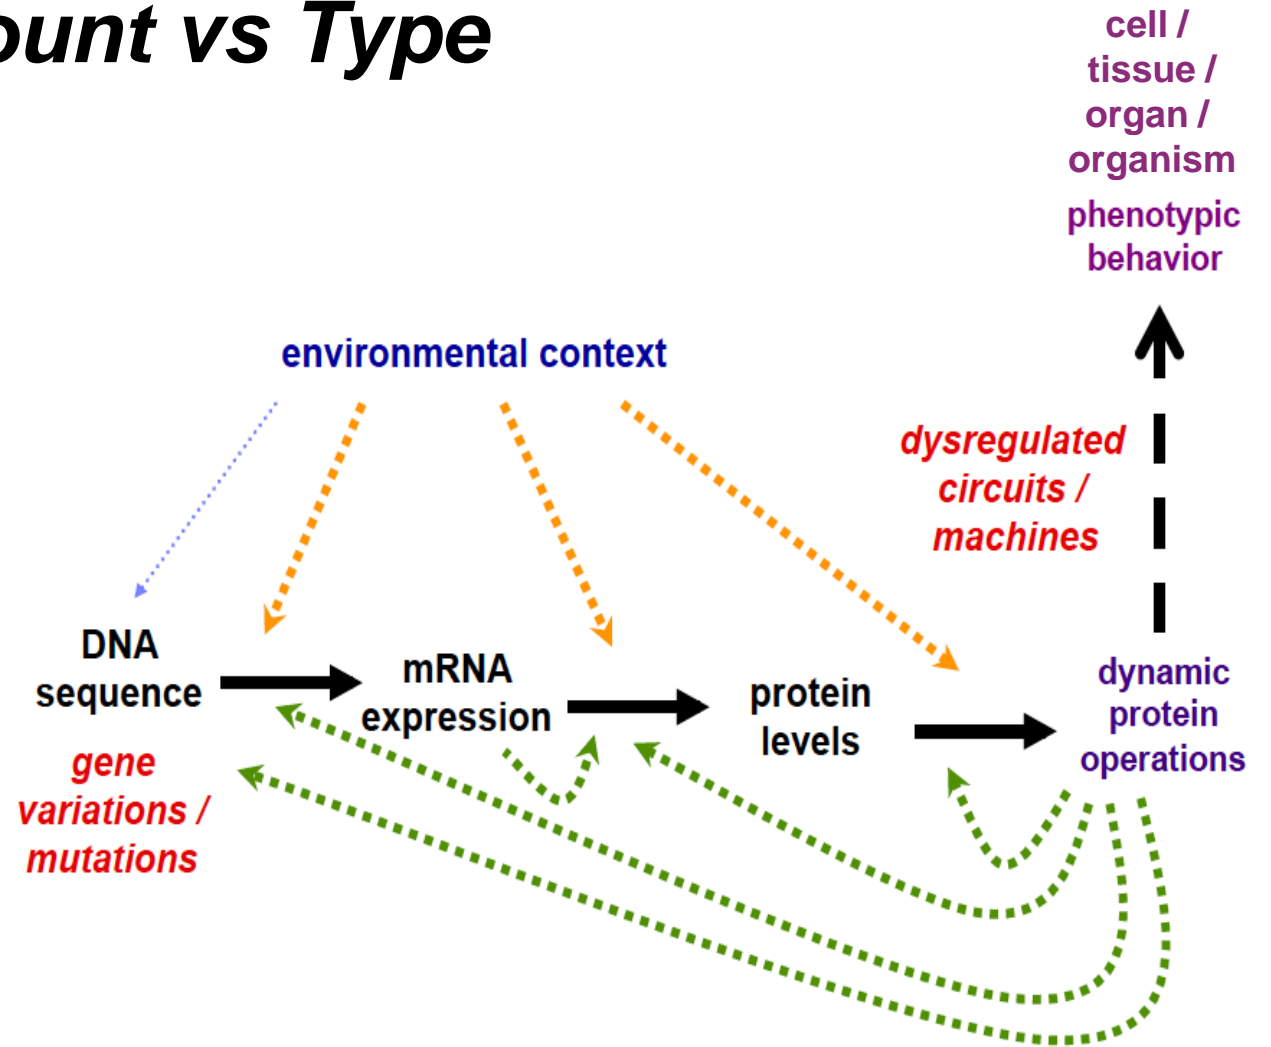 vs Type
cell /
tissue /
organ /
organism
phenotypic
behavior
environmental context
dysregulated
circuits /
machines
DNA
sequence
mRNA
expression
protein
levels
dynamic
protein
operations
gene
variations /
mutations